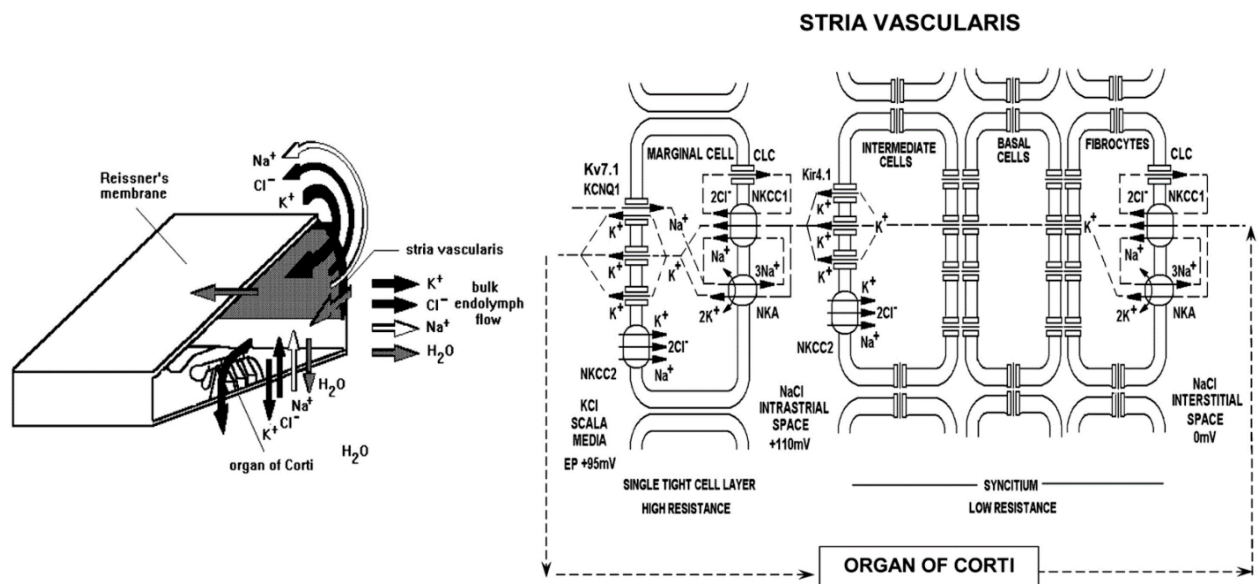 STRIA VASCULARIS
Na+
Cl−
K+
Reissner's
membrane
stria vascularis
K+
Cl−
Na+
H2O
bulk
endolymph
flow
H2O
Na+
Cl−
K+
organ of Corti
H2O
Kv7.1
KCNQ1
MARGINAL CELL
CLC
2Cl-
NKCC1
Na+
K+
K+
K+
K+
Na+
3Na+
2K+
NKA
K+
2Cl-
Na+
NKCC2
KCl
SCALA
MEDIA
EP +95mV
NaCl
INTRASTRIAL
SPACE
+110mV
SINGLE TIGHT CELL LAYER
HIGH RESISTANCE
Kir4.1
INTERMEDIATE
CELLS
BASAL
CELLS
FIBROCYTES
CLC
K+
K+
K+
K+
K+
2Cl-
Na+
NKCC2
K+
2Cl-
NKCC1
Na+
3Na+
2K+
NKA
NaCl
INTERSTITIAL
SPACE
0mV
SYNCITIUM
LOW RESISTANCE
ORGAN OF CORTI